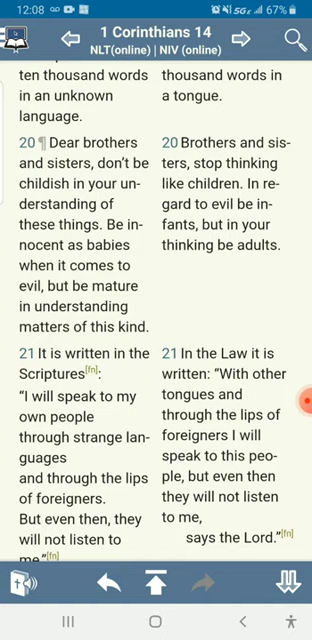 12:08
5GE 67%
1 Corinthians 14
NLT(online) | NIV (online)
ten thousand words
in an unknown
language.
20 ¶ Dear brothers
and sisters, don’t be
childish in your un-
derstanding of
these things. Be in-
nocent as babies
when it comes to
evil, but be mature
in understanding
matters of this kind.
21 It is written in the
Scriptures[fn]:
“I will speak to my
own people
through strange lan-
guages
and through the lips
of foreigners.
But even then, they
will not listen to
me,”[fn]
thousand words in
a tongue.
20 Brothers and sis-
ters, stop thinking
like children. In re-
gard to evil be in-
fants, but in your
thinking be adults.
21 In the Law it is
written: “With other
tongues and
through the lips of
foreigners I will
speak to this peo-
ple, but even then
they will not listen
to me,
says the Lord.”[fn]